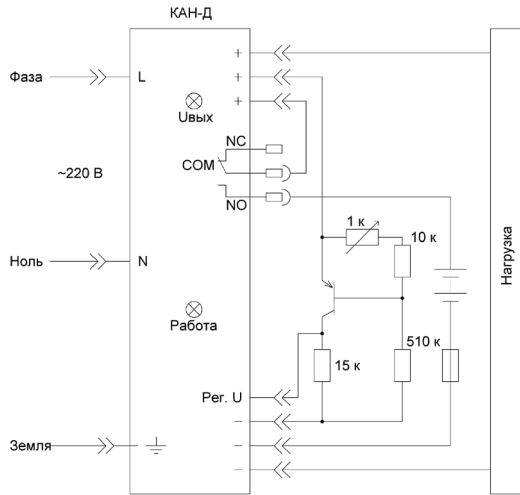 КАН-Д
Фаза
L
+
+
+
Uвых
NC
COM
~220 В
NO
1 к
10 к
Нагрузка
Ноль
N
Работа
510 к
15 к
Рег. U
–
Земля
–
–